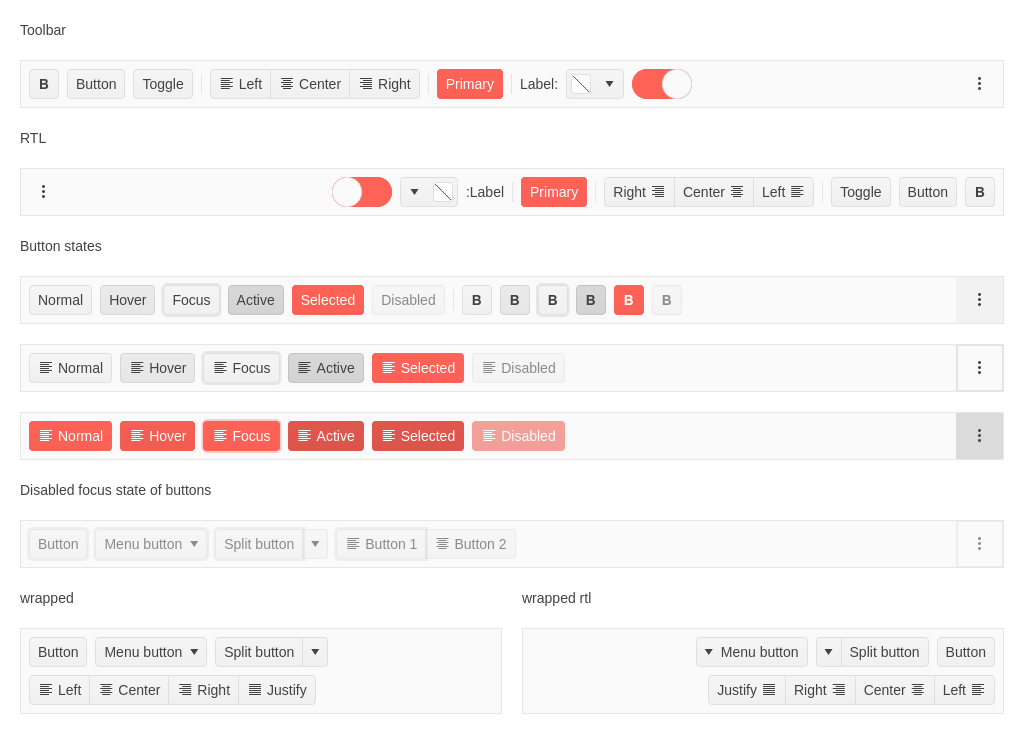 Toolbar
B Button Toggle Left Center Right Primary Label:
RTL
:Label Primary Right Center Left Toggle Button B
Button states
Normal Hover Focus Active Selected Disabled B B B B B B
Normal Hover Focus Active Selected Disabled
Normal Hover Focus Active Selected Disabled
Disabled focus state of buttons
Button Menu button Split button Button 1 Button 2
wrapped
Button Menu button Split button
Left Center Right Justify
wrapped rtl
Menu button Split button Button
Justify Right Center Left